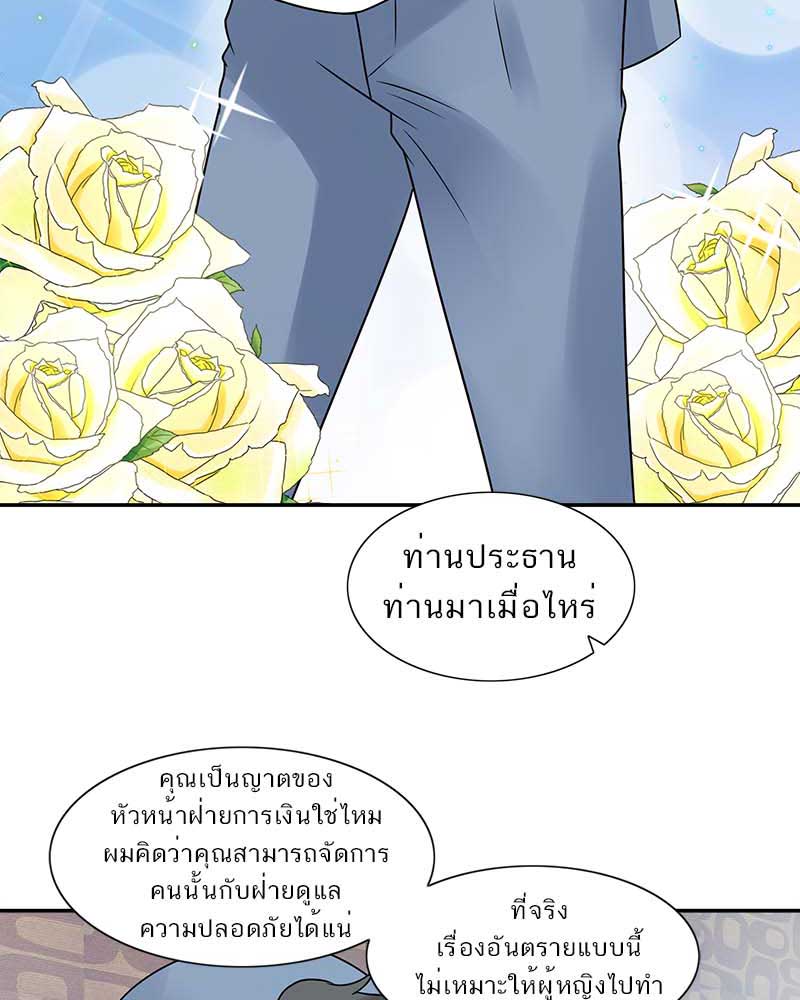 ท่านประธาน
ท่านมาเมื่อไหร่
คุณเป็นญาตของ
หัวหน้าฝ่ายการเงินใช่ไหม
ผมคิดว่าคุณสามารถจัดการ
คนนั้นกับฝ่ายดูแล
ความปลอดภัยได้แน่
ที่จริง
เรื่องอันตรายแบบนี้
ไม่เหมาะให้ผู้หญิงไปทำ